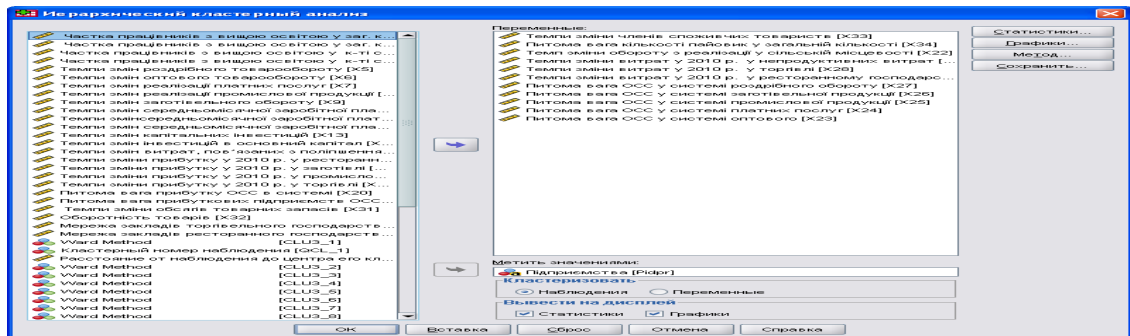 Иерархический кластерный анализ
Частка працівників з вищою освітою у заг. к...
Частка працівників з вищою освітою у заг. к...
Частка працівників з вищою освітою у к-ті с...
Частка працівників з вищою освітою у к-ті с...
Темпи змін роздрібного товарообороту [X5]
Темпи змін оптового товарообороту [X6]
Темпи змін реалізації платних послуг [X7]
Темпи змін реалізації промислової продукції [...
Темпи змін заготівельного обороту [X9]
Темпи змін середньомісячної заробітної пла...
Темпи змінсередньомісячної заробітної плат...
Темпи змін середньомісячної заробітної пла...
Темпи змін капітальних інвестицій [X13]
Темпи змін інвестицій в основний капітал [X...
Темпи змін витрат, пов'язаних з поліпшення...
Темпи зміни прибутку у 2010 р. у ресторанн...
Темпи зміни прибутку у 2010 р. у заготівлі [...
Темпи зміни прибутку у 2010 р. у промисло...
Темпи зміни прибутку у 2010 р. у торгівлі [X...
Питома вага прибутку ОСС в системі [X20]
Питома вага прибуткових підприємств ОСС...
Темпи зміни обсягів товарних запасів [X31]
Оборотність товарів [X32]
Мережа закладів торгівельного господарств...
Мережа закладів ресторанного господарств...
Ward Method [CLU3_1]
Кластерный номер наблюдения [QCL_1]
Расстояние от наблюдения до центра его кл...
Ward Method [CLU3_2]
Ward Method [CLU3_3]
Ward Method [CLU3_4]
Ward Method [CLU3_5]
Ward Method [CLU3_6]
Ward Method [CLU3_7]
Ward Method [CLU3_8]
Переменные:
Темпи зміни членів споживчих товариств [X33]
Питома вага кількості пайовик у загальній кількості [X34]
Темп зміни обороту з реалізації у сільській місцевості [X22]
Темпи зміни витрат у 2010 р. у непродуктивних витрат [...
Темпи зміни витрат у 2010 р. у торгівлі [X28]
Темпи зміни витрат у 2010 р. у ресторанному господарс...
Питома вага ОСС у системі роздрібного обороту [X27]
Питома вага ОСС у системі заготівельної продукції [X26]
Питома вага ОСС у системі промислової продукції [X25]
Питома вага ОСС у системі платних послуг [X24]
Питома вага ОСС у системі оптового [X23]
Метить значениями:
Підприємства [Pidpr]
Кластеризовать
Наблюдения Переменные
Вывести на дисплей
Статистики Графики
Статистики...
Графики...
Метод...
Сохранить...
ОК Вставка Сброс Отмена Справка